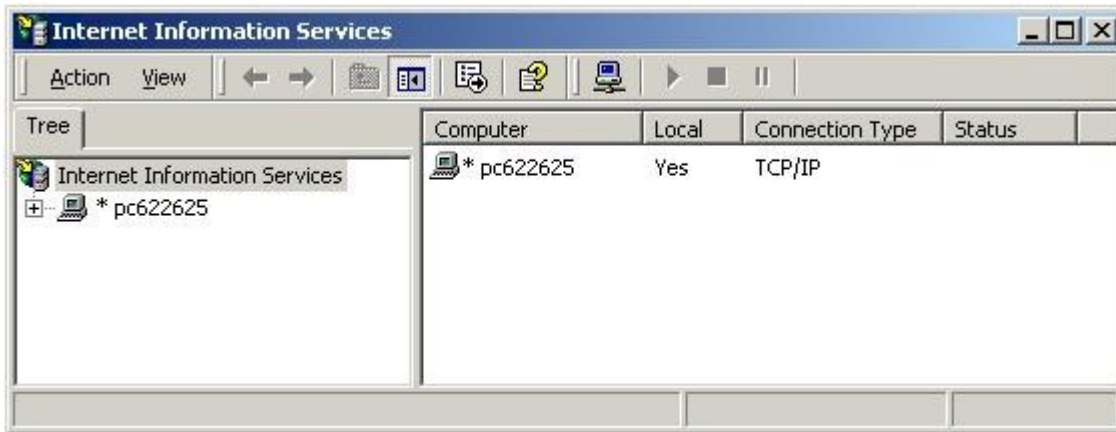 Internet Information Services
Action View
Tree
Computer Local Connection Type Status
Internet Information Services
* pc622625
* pc622625 Yes TCP/IP